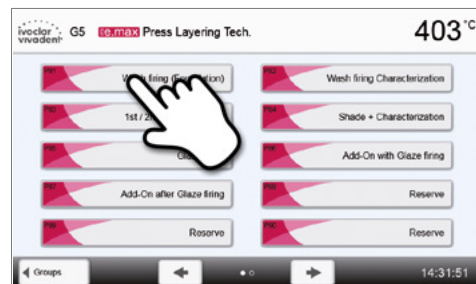 ivoclar vivadent G5 e.max Press Layering Tech. 403 °C
firing
Wash firing Characterization
1st / 2
Shade + Characterization
Add-On with Glaze firing
Add-On after Glaze firing
Reserve
Reserve
Reserve
Groups
14:31:51